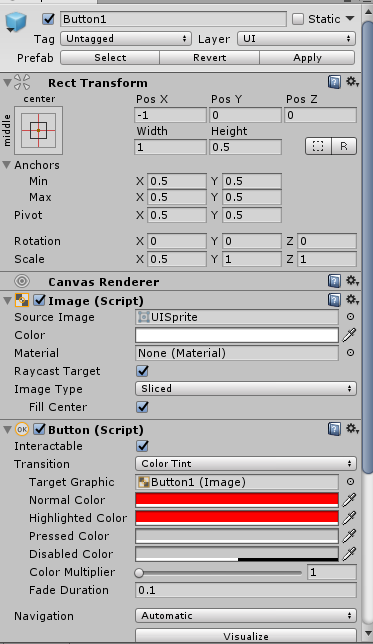 Button1 Static
Tag Untagged Layer UI
Prefab Select Revert Apply
Rect Transform
center Pos X Pos Y Pos Z
middle -1 0 0
Width Height
1 0.5 R
Anchors
Min X 0.5 Y 0.5
Max X 0.5 Y 0.5
Pivot X 0.5 Y 0.5
Rotation X 0 Y 0 Z 0
Scale X 0.5 Y 1 Z 1
Canvas Renderer
Image (Script)
Source Image UISprite
Color
Material None (Material)
Raycast Target
Image Type Sliced
Fill Center
OK Button (Script)
Interactable
Transition Color Tint
Target Graphic Button1 (Image)
Normal Color
Highlighted Color
Pressed Color
Disabled Color
Color Multiplier 1
Fade Duration 0.1
Navigation Automatic
Visualize